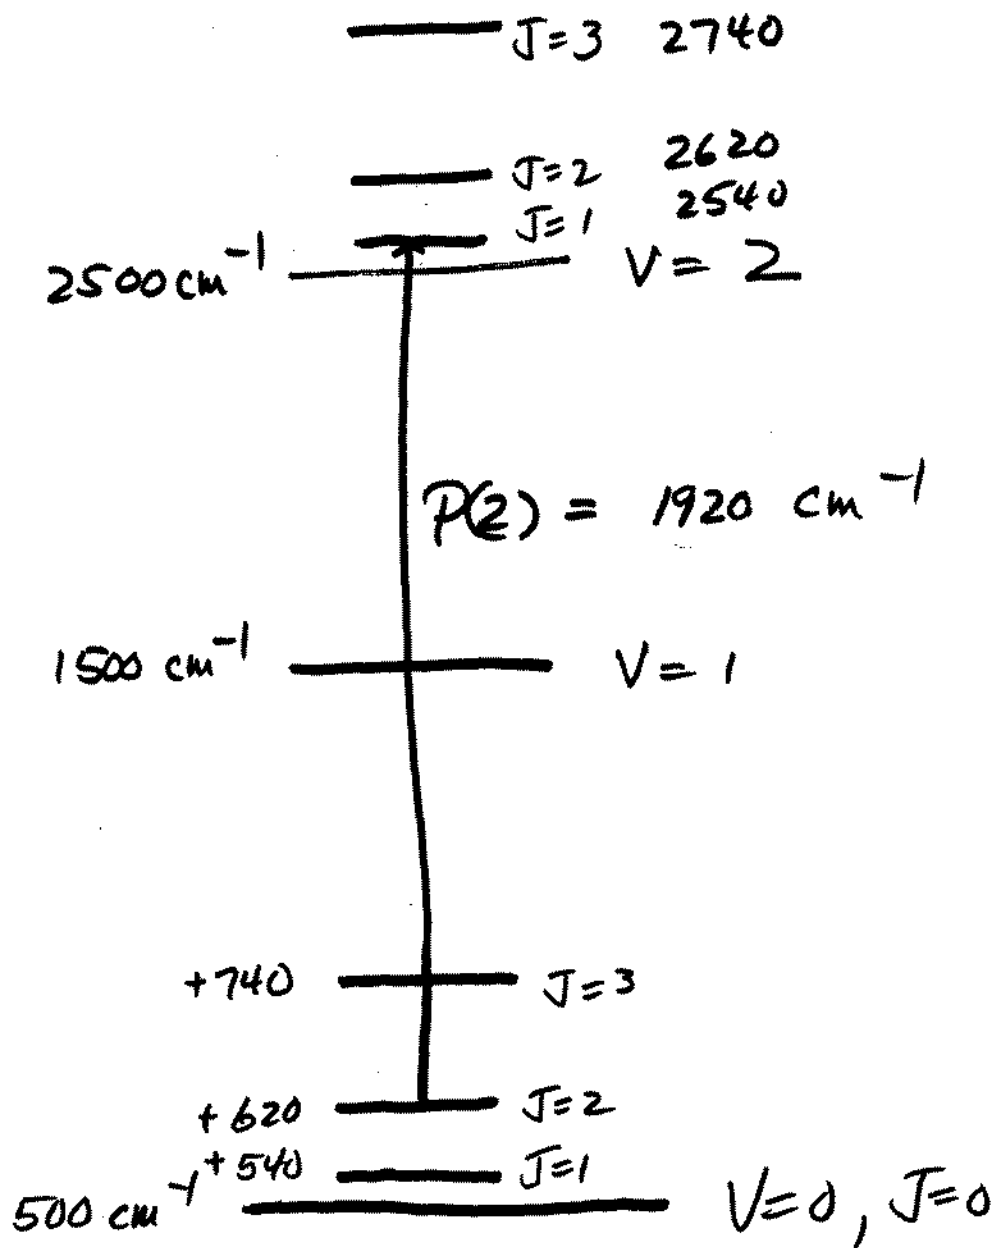 J=3 2740
J=2 2620
J=1 2540
2500 cm⁻¹ V= 2
P(2) = 1920 cm⁻¹
1500 cm⁻¹ V= 1
+740 J=3
+620 J=2
+540 J=1
500 cm⁻¹ V=0, J=0